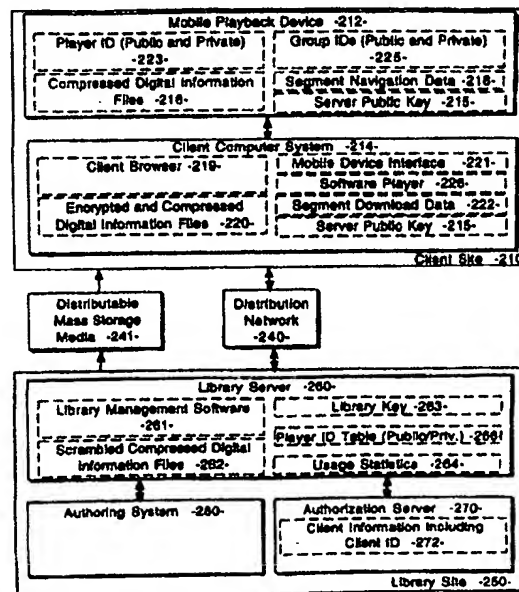 Mobile Playback Device -212-
Player ID (Public and Private)
-223-
Group IDs (Public and Private)
-225-
Compressed Digital Information
Files -216-
Segment Navigation Data -218-
Server Public Key -215-
Client Computer System -214-
Client Browser -219-
Mobile Device Interface -221-
Software Player -226-
Encrypted and Compressed
Digital Information Files -220-
Segment Download Data -222-
Server Public Key -215-
Client Site -210-
Distributable
Mass Storage
Media -241-
Distribution
Network
-240-
Library Server -260-
Library Management Software
-261-
Library Key -263-
Scrambled Compressed Digital
Information Files -262-
Player ID Table (Public/Priv.) -266-
Usage Statistics -264-
Authoring System -280-
Authorization Server -270-
Client Information Including
Client ID -272-
Library Site -250-